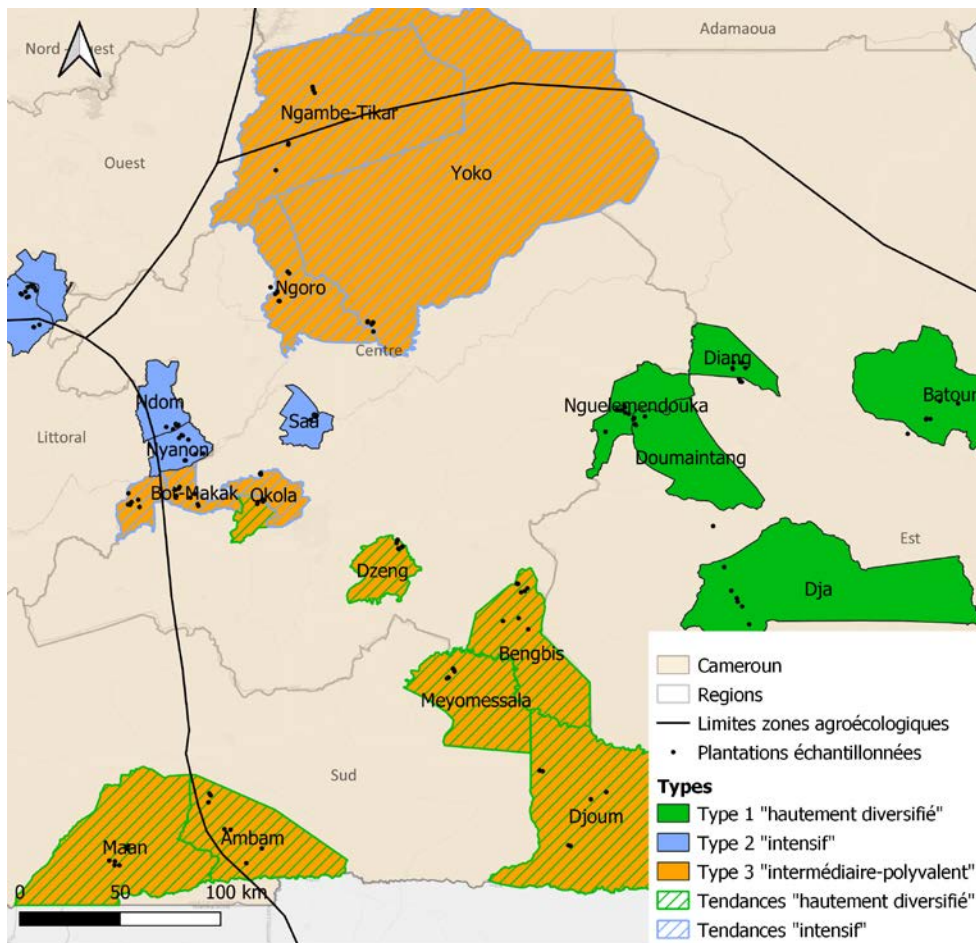 Adamaoua
Nord - Ouest
Ngambe-Tikar
Ouest
Yoko
Ngoro
Centre
Diang
Ndom
Saa
Nguelemendouka
Batouri
Littoral
Nyanon
Doumaintang
Bot-Makak
Okola
Est
Dzeng
Dja
Bengbis
Meyomessala
Sud
Djoum
Maan
Ambam
0 50 100 km
Cameroun
Regions
Limites zones agroécologiques
Plantations échantillonnées
Types
Type 1 "hautement diversifié"
Type 2 "intensif"
Type 3 "intermédiaire-polyvalent"
Tendances "hautement diversifié"
Tendances "intensif"